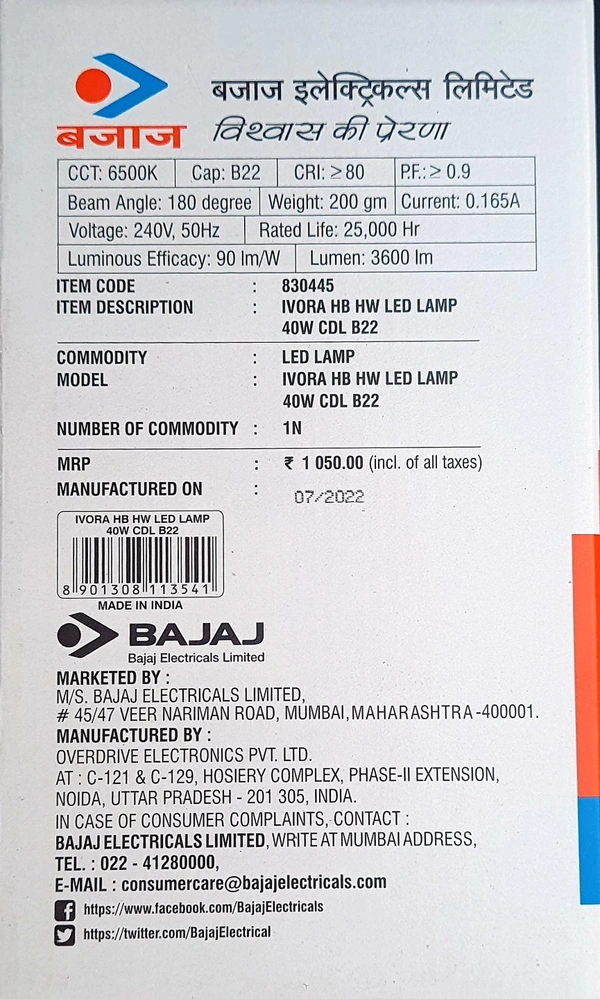 बजाज
बजाज इलेक्ट्रिकल्स लिमिटेड
विश्वास की प्रेरणा
CCT: 6500K Cap: B22 CRI: ≥ 80 P.F.: ≥ 0.9
Beam Angle: 180 degree Weight: 200 gm Current: 0.165A
Voltage: 240V, 50Hz Rated Life: 25,000 Hr
Luminous Efficacy: 90 lm/W Lumen: 3600 lm
ITEM CODE : 830445
ITEM DESCRIPTION : IVORA HB HW LED LAMP
40W CDL B22
COMMODITY : LED LAMP
MODEL : IVORA HB HW LED LAMP
40W CDL B22
NUMBER OF COMMODITY : 1N
MRP : ₹ 1 050.00 (incl. of all taxes)
MANUFACTURED ON : 07/2022
IVORA HB HW LED LAMP
40W CDL B22
8 901308 113541
MADE IN INDIA
BAJAJ
Bajaj Electricals Limited
MARKETED BY :
M/S. BAJAJ ELECTRICALS LIMITED,
# 45/47 VEER NARIMAN ROAD, MUMBAI, MAHARASHTRA -400001.
MANUFACTURED BY :
OVERDRIVE ELECTRONICS PVT. LTD.
AT : C-121 & C-129, HOSIERY COMPLEX, PHASE-II EXTENSION,
NOIDA, UTTAR PRADESH - 201 305, INDIA.
IN CASE OF CONSUMER COMPLAINTS, CONTACT :
BAJAJ ELECTRICALS LIMITED, WRITE AT MUMBAI ADDRESS,
TEL. : 022 - 41280000,
E-MAIL : consumercare@bajajelectricals.com
https://www.facebook.com/BajajElectricals
https://twitter.com/BajajElectrical